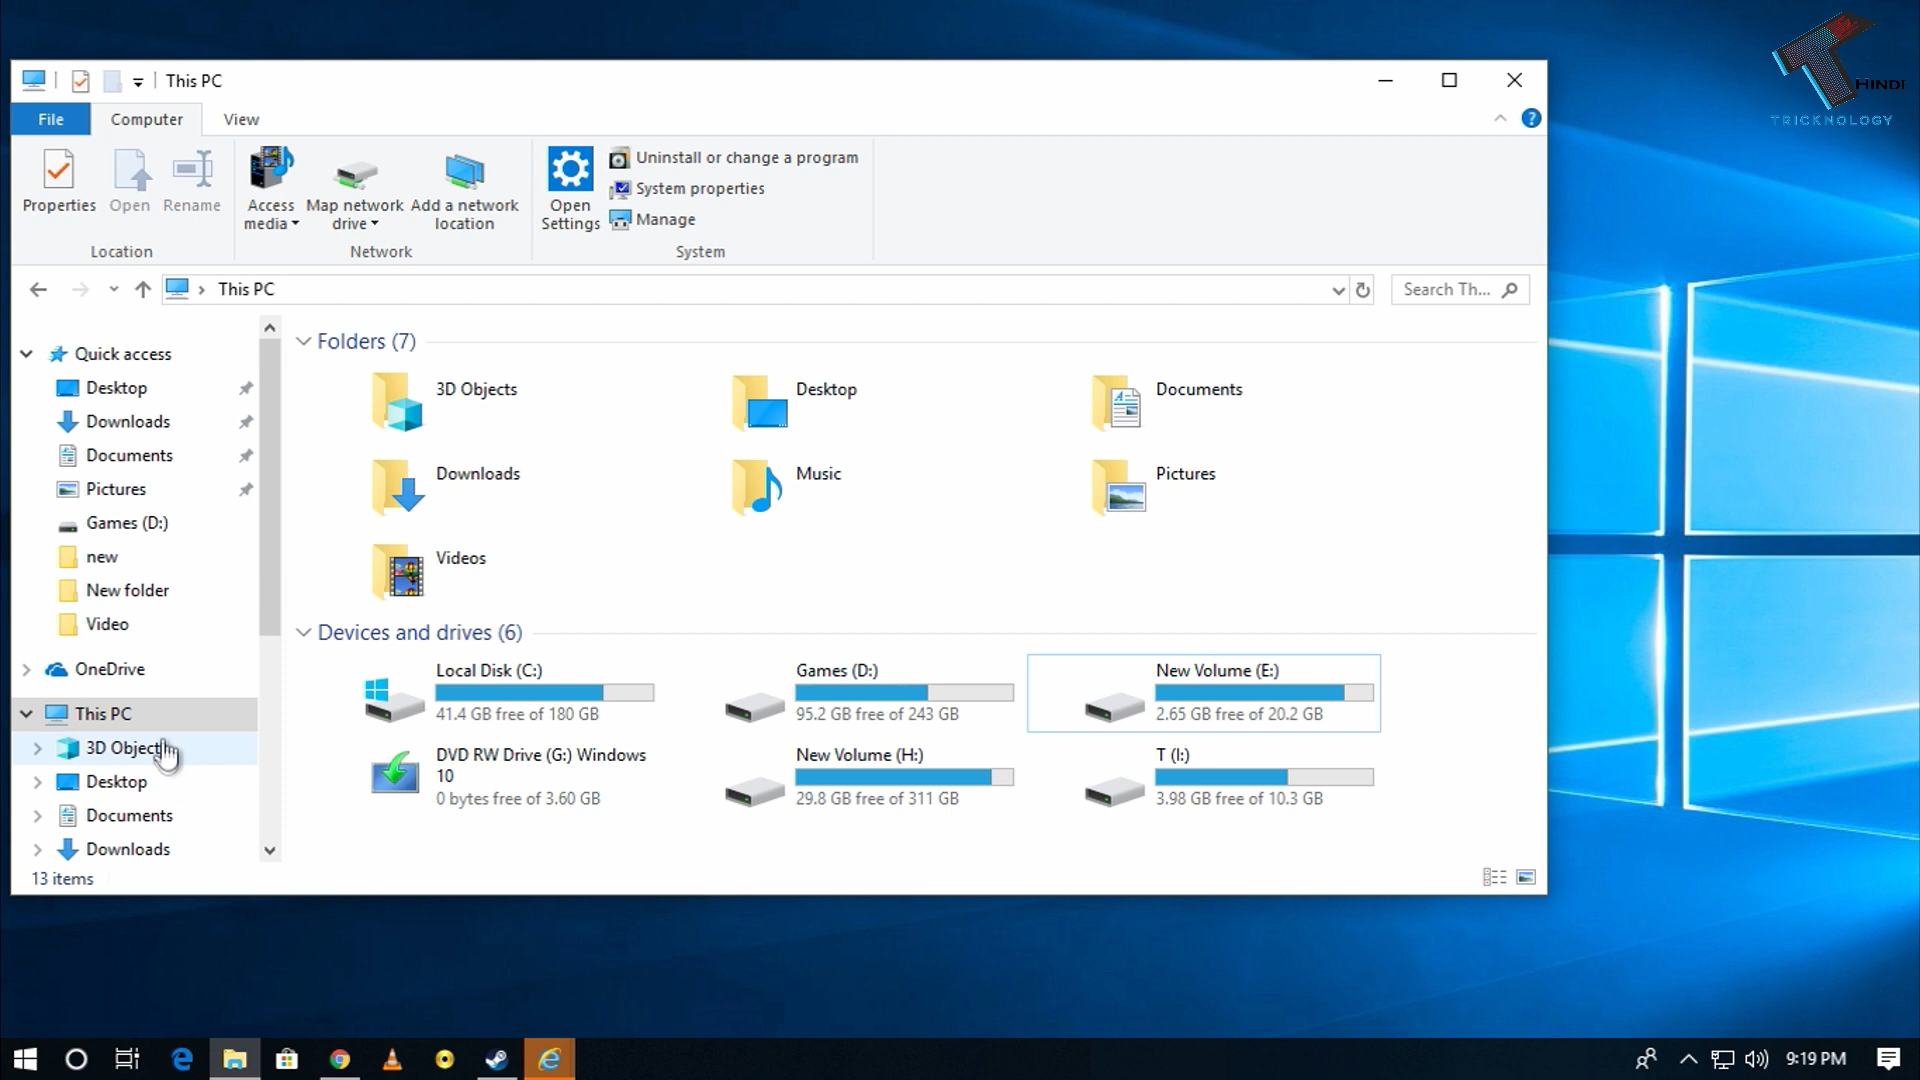 This PC
HINDI
TRICKNOLOGY
File
Computer
View
Properties
Open
Rename
Access media
Map network drive
Add a network location
Open Settings
Uninstall or change a program
System properties
Manage
Location
Network
System
This PC
Search Th...
Quick access
Desktop
Downloads
Documents
Pictures
Games (D:)
new
New folder
Video
OneDrive
This PC
3D Object
Desktop
Documents
Downloads
13 items
Folders (7)
3D Objects
Desktop
Documents
Downloads
Music
Pictures
Videos
Devices and drives (6)
Local Disk (C:)
41.4 GB free of 180 GB
Games (D:)
95.2 GB free of 243 GB
New Volume (E:)
2.65 GB free of 20.2 GB
DVD RW Drive (G:) Windows
10
0 bytes free of 3.60 GB
New Volume (H:)
29.8 GB free of 311 GB
T (I:)
3.98 GB free of 10.3 GB
9:19 PM